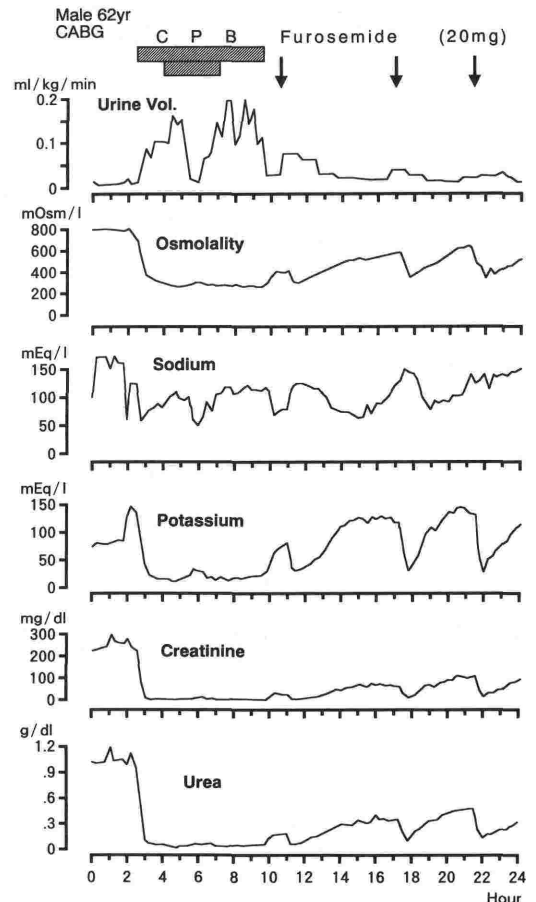 Male 62yr
CABG
C P B
Furosemide (20mg)
ml/kg/min
Urine Vol.
0.2
0.1
0
mOsm/l
Osmolality
800
600
400
200
0
mEq/l
Sodium
150
100
50
0
mEq/l
Potassium
150
100
50
0
mg/dl
Creatinine
300
200
100
0
g/dl
Urea
1.2
.9
.6
.3
0
0 2 4 6 8 10 12 14 16 18 20 22 24
Hour